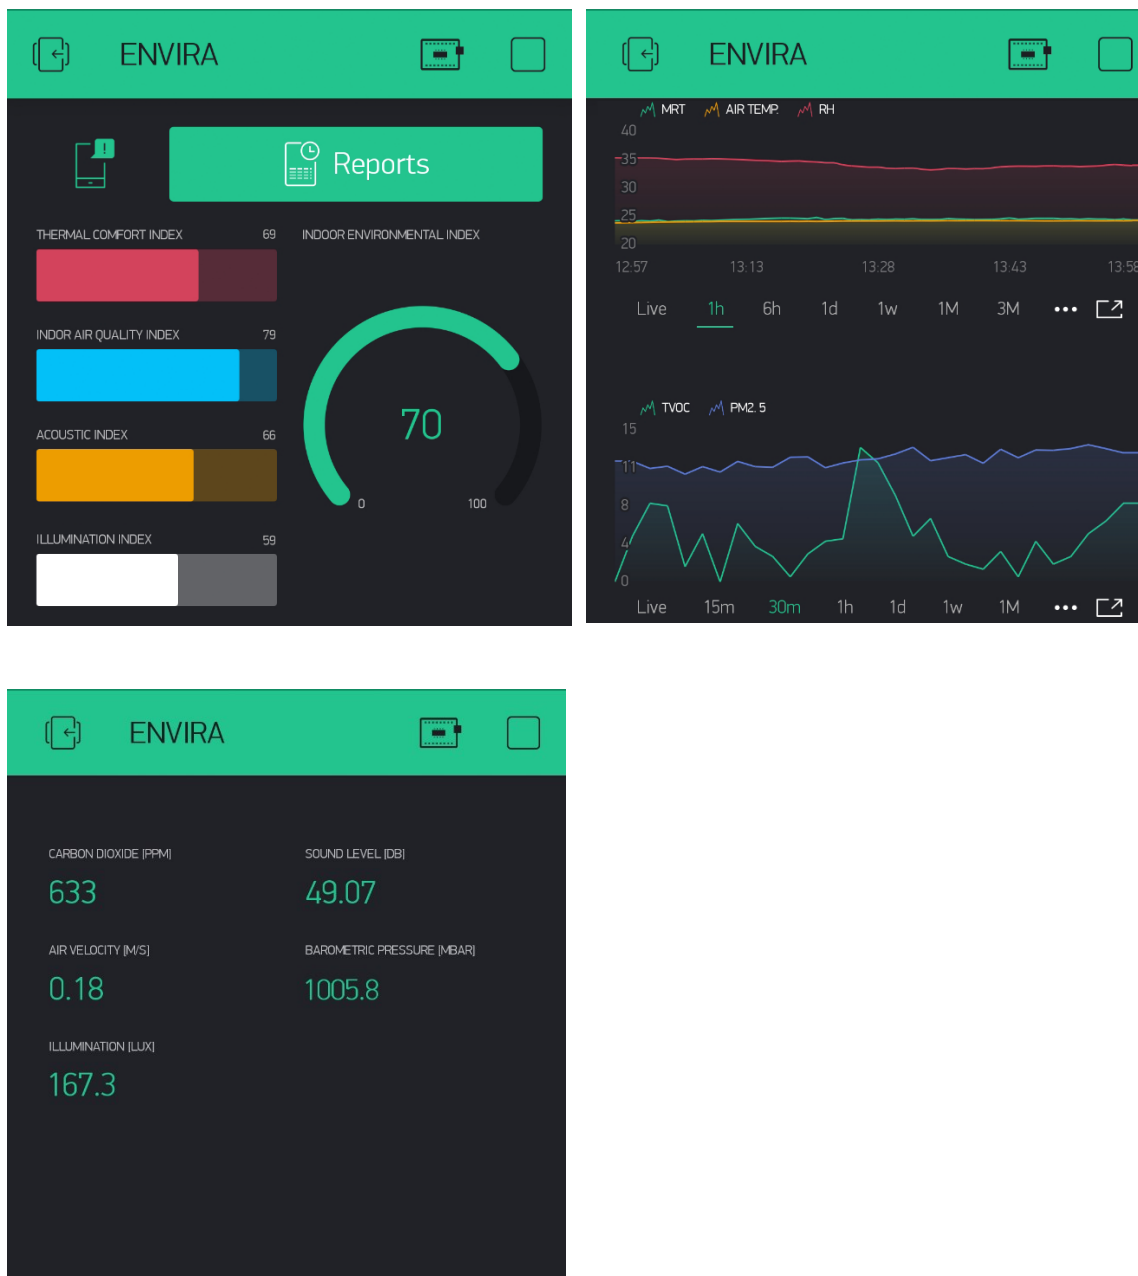 ENVIRA
Reports
THERMAL COMFORT INDEX 69
INDOOR ENVIRONMENTAL INDEX
INDOR AIR QUALITY INDEX 79
ACOUSTIC INDEX 66
ILLUMINATION INDEX 59
70
0 100
ENVIRA
MRT AIR TEMP. RH
40
35
30
25
20
12:57 13:13 13:28 13:43 13:58
Live 1h 6h 1d 1w 1M 3M
TVOC PM2.5
15
11
8
4
0
Live 15m 30m 1h 1d 1w 1M
ENVIRA
CARBON DIOXIDE [PPM] SOUND LEVEL [DB]
633 49.07
AIR VELOCITY [M/S] BAROMETRIC PRESSURE [MBAR]
0.18 1005.8
ILLUMINATION [LUX]
167.3